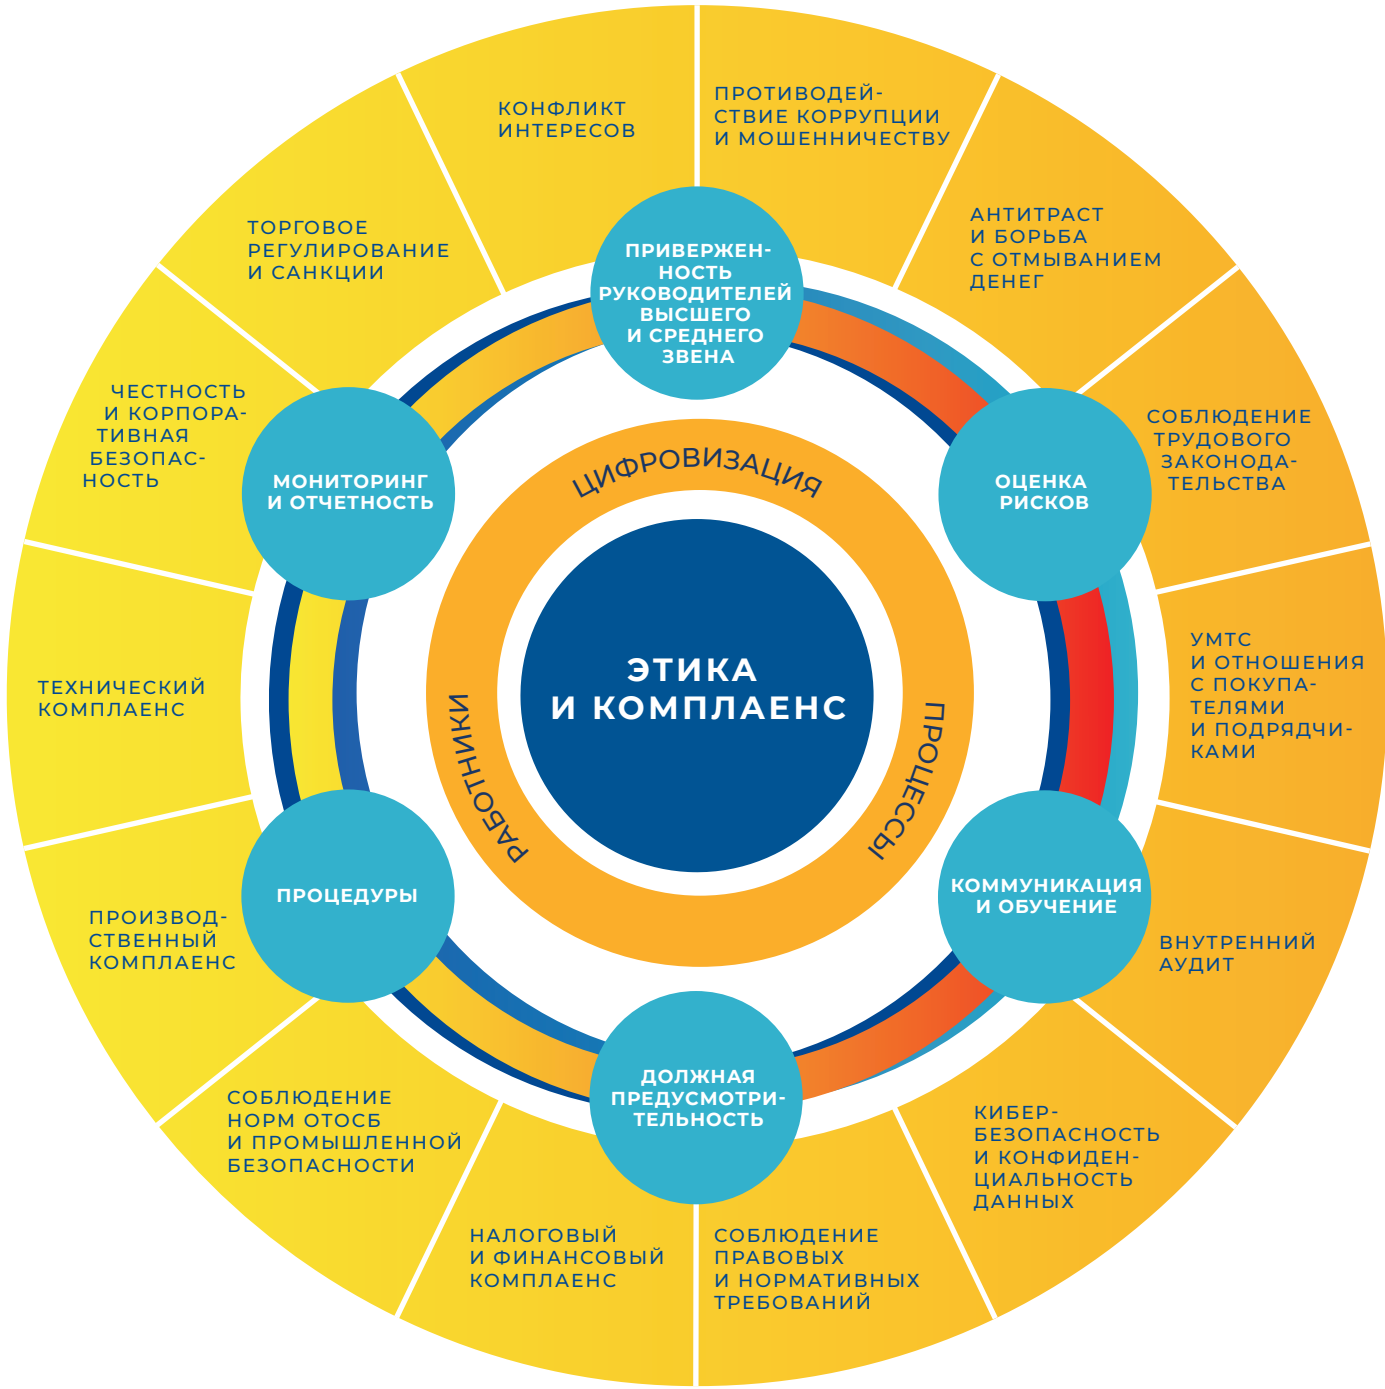 КОНФЛИКТ
ИНТЕРЕСОВ
ПРОТИВОДЕЙ-
СТВИЕ КОРРУПЦИИ
И МОШЕННИЧЕСТВУ
АНТИТРАСТ
И БОРЬБА
С ОТМЫВАНИЕМ
ДЕНЕГ
СОБЛЮДЕНИЕ
ТРУДОВОГО
ЗАКОНОДА-
ТЕЛЬСТВА
УМТС
И ОТНОШЕНИЯ
С ПОКУПА-
ТЕЛЯМИ
И ПОДРЯДЧИ-
КАМИ
ВНУТРЕННИЙ
АУДИТ
КИБЕР-
БЕЗОПАСНОСТЬ
И КОНФИДЕН-
ЦИАЛЬНОСТЬ
ДАННЫХ
СОБЛЮДЕНИЕ
ПРАВОВЫХ
И НОРМАТИВНЫХ
ТРЕБОВАНИЙ
НАЛОГОВЫЙ
И ФИНАНСОВЫЙ
КОМПЛАЕНС
СОБЛЮДЕНИЕ
НОРМ ОТОСБ
И ПРОМЫШЛЕННОЙ
БЕЗОПАСНОСТИ
ПРОИЗВОД-
СТВЕННЫЙ
КОМПЛАЕНС
ТЕХНИЧЕСКИЙ
КОМПЛАЕНС
ЧЕСТНОСТЬ
И КОРПОРА-
ТИВНАЯ
БЕЗОПАС-
НОСТЬ
ТОРГОВОЕ
РЕГУЛИРОВАНИЕ
И САНКЦИИ
ПРИВЕРЖЕН-
НОСТЬ
РУКОВОДИТЕЛЕЙ
ВЫСШЕГО
И СРЕДНЕГО
ЗВЕНА
ОЦЕНКА
РИСКОВ
КОММУНИКАЦИЯ
И ОБУЧЕНИЕ
ДОЛЖНАЯ
ПРЕДУСМОТРИ-
ТЕЛЬНОСТЬ
ПРОЦЕДУРЫ
МОНИТОРИНГ
И ОТЧЕТНОСТЬ
ЦИФРОВИЗАЦИЯ
ПРОЦЕССЫ
РАБОТНИКИ
ЭТИКА
И КОМПЛАЕНС